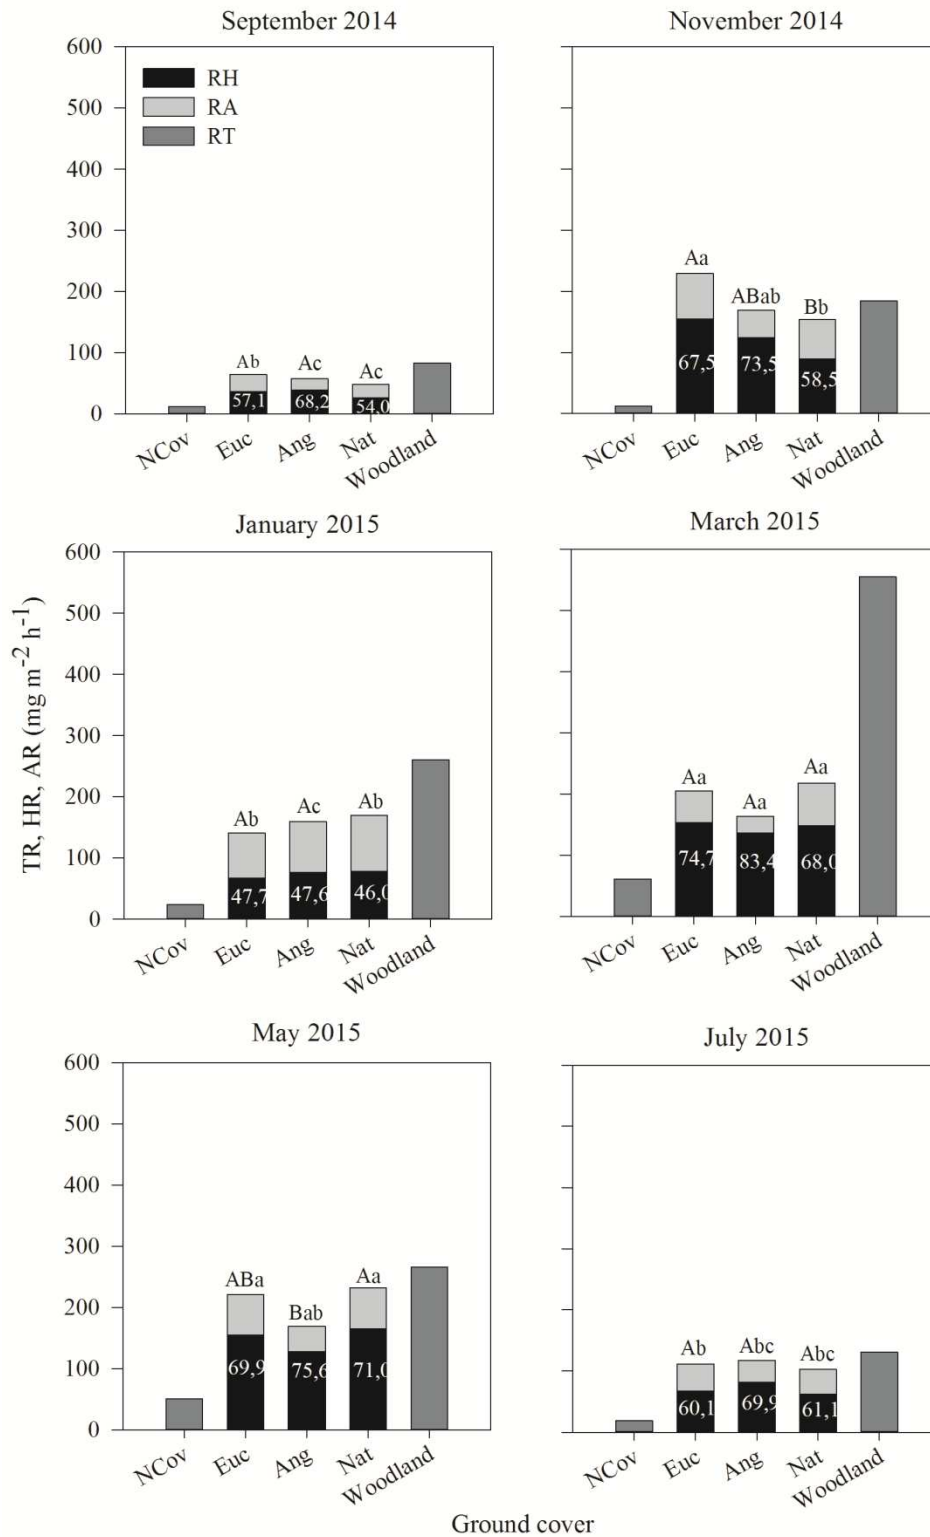 September 2014
600
500
400
300
200
100
0
RH
RA
RT
Ab
Ac
Ac
57,1
68,2
54,0
NCov
Euc
Ang
Nat
Woodland
November 2014
Aa
ABab
Bb
67,5
73,5
58,5
NCov
Euc
Ang
Nat
Woodland
TR, HR, AR (mg m-2 h-1)
January 2015
600
500
400
300
200
100
0
Ab
Ac
Ab
47,7
47,6
46,0
NCov
Euc
Ang
Nat
Woodland
March 2015
Aa
Aa
Aa
74,7
83,4
68,0
NCov
Euc
Ang
Nat
Woodland
May 2015
600
500
400
300
200
100
0
ABa
Bab
Aa
69,9
75,6
71,0
NCov
Euc
Ang
Nat
Woodland
July 2015
Ab
Abc
Abc
60,1
69,9
61,1
NCov
Euc
Ang
Nat
Woodland
Ground cover